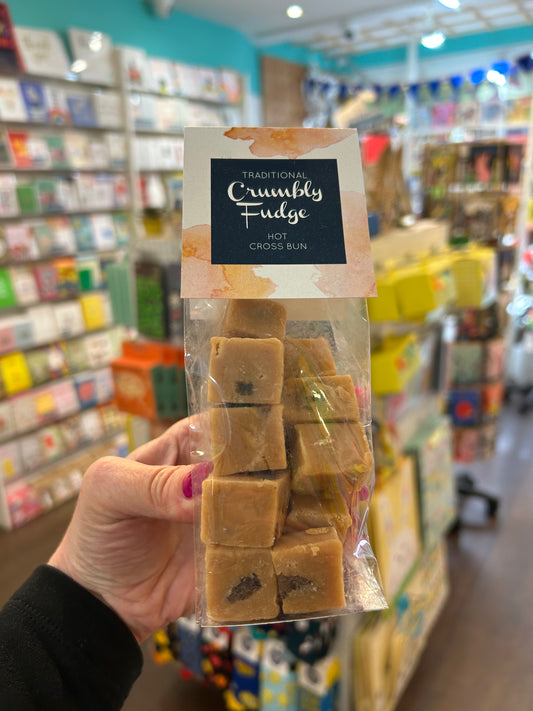 TRADITIONAL
Crumbly
Fudge
HOT
CROSS BUN